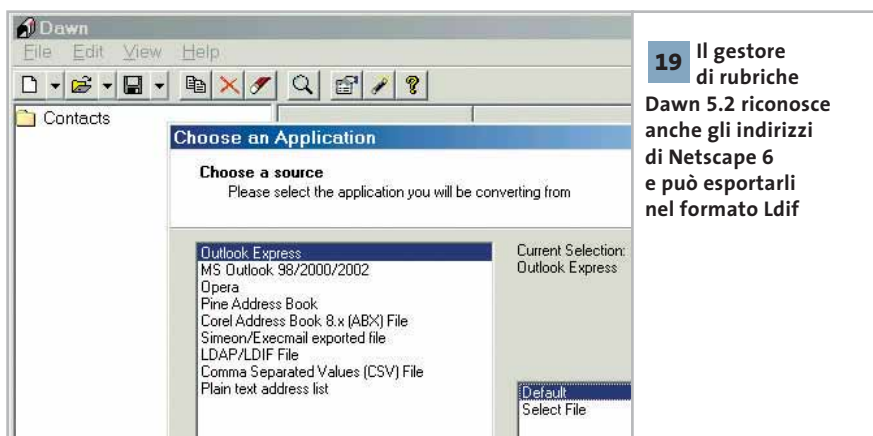 Dawn
File Edit View Help
Contacts
Choose an Application
Choose a source
Please select the application you will be converting from
Outlook Express
MS Outlook 98/2000/2002
Opera
Pine Address Book
Corel Address Book 8.x (ABX) File
Simeon/Execmail exported file
LDAP/LDIF File
Comma Separated Values (CSV) File
Plain text address list
Current Selection:
Outlook Express
Default
Select File
19 Il gestore
di rubriche
Dawn 5.2 riconosce
anche gli indirizzi
di Netscape 6
e può esportarli
nel formato Ldif